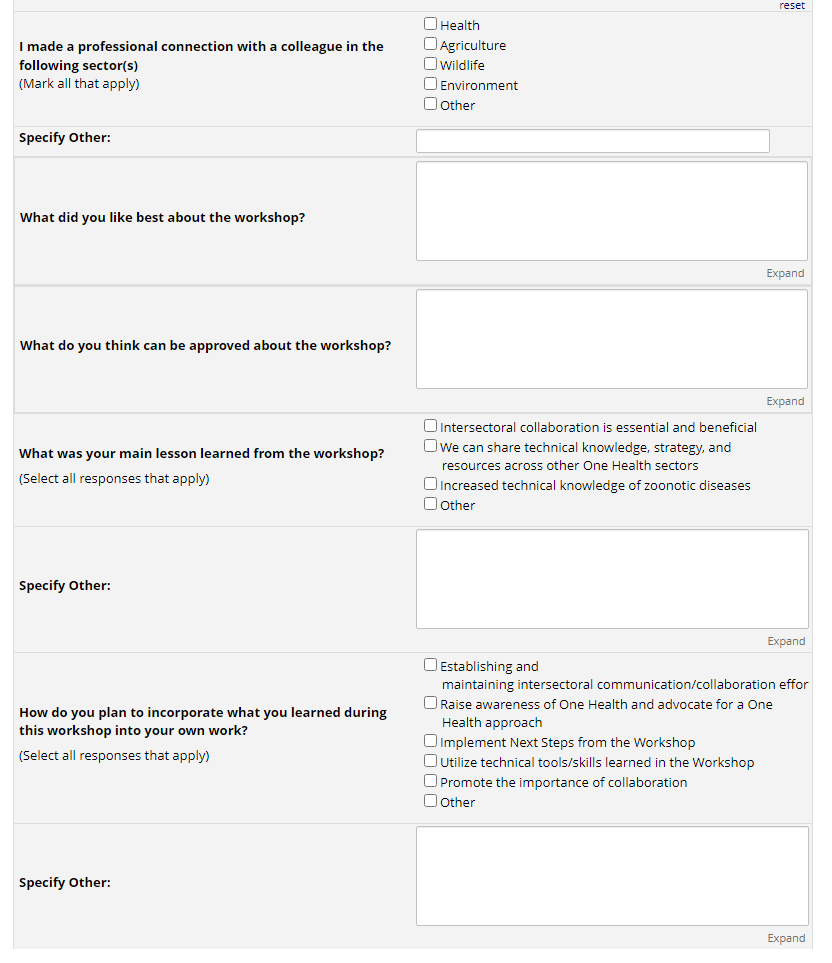 reset
I made a professional connection with a colleague in the
following sector(s)
(Mark all that apply)
Health
Agriculture
Wildlife
Environment
Other
Specify Other:
What did you like best about the workshop?
Expand
What do you think can be approved about the workshop?
Expand
What was your main lesson learned from the workshop?
(Select all responses that apply)
Intersectoral collaboration is essential and beneficial
We can share technical knowledge, strategy, and
resources across other One Health sectors
Increased technical knowledge of zoonotic diseases
Other
Specify Other:
Expand
How do you plan to incorporate what you learned during
this workshop into your own work?
(Select all responses that apply)
Establishing and
maintaining intersectoral communication/collaboration effor
Raise awareness of One Health and advocate for a One
Health approach
Implement Next Steps from the Workshop
Utilize technical tools/skills learned in the Workshop
Promote the importance of collaboration
Other
Specify Other:
Expand